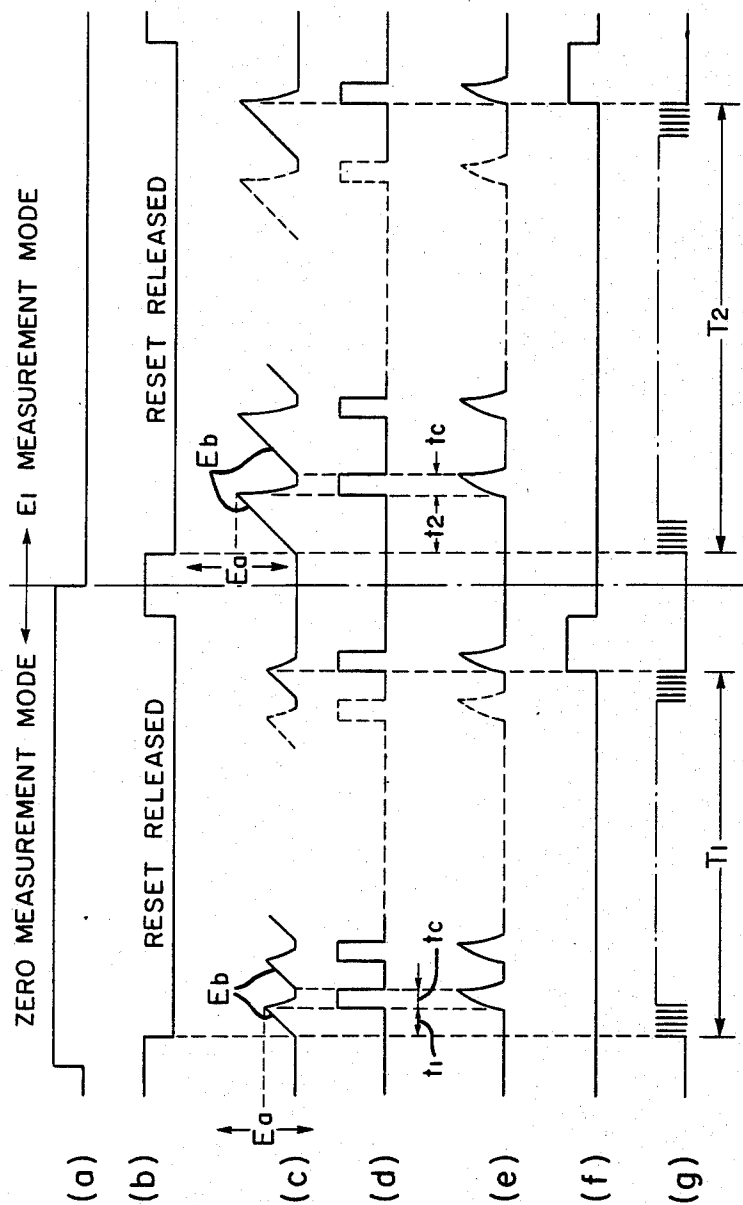 ZERO MEASUREMENT MODE
E1 MEASUREMENT MODE
(a)
(b)
RESET RELEASED
RESET RELEASED
(c)
Ea
Eb
Ea
Eb
(d)
t1
tc
t2
tc
(e)
(f)
(g)
T1
T2